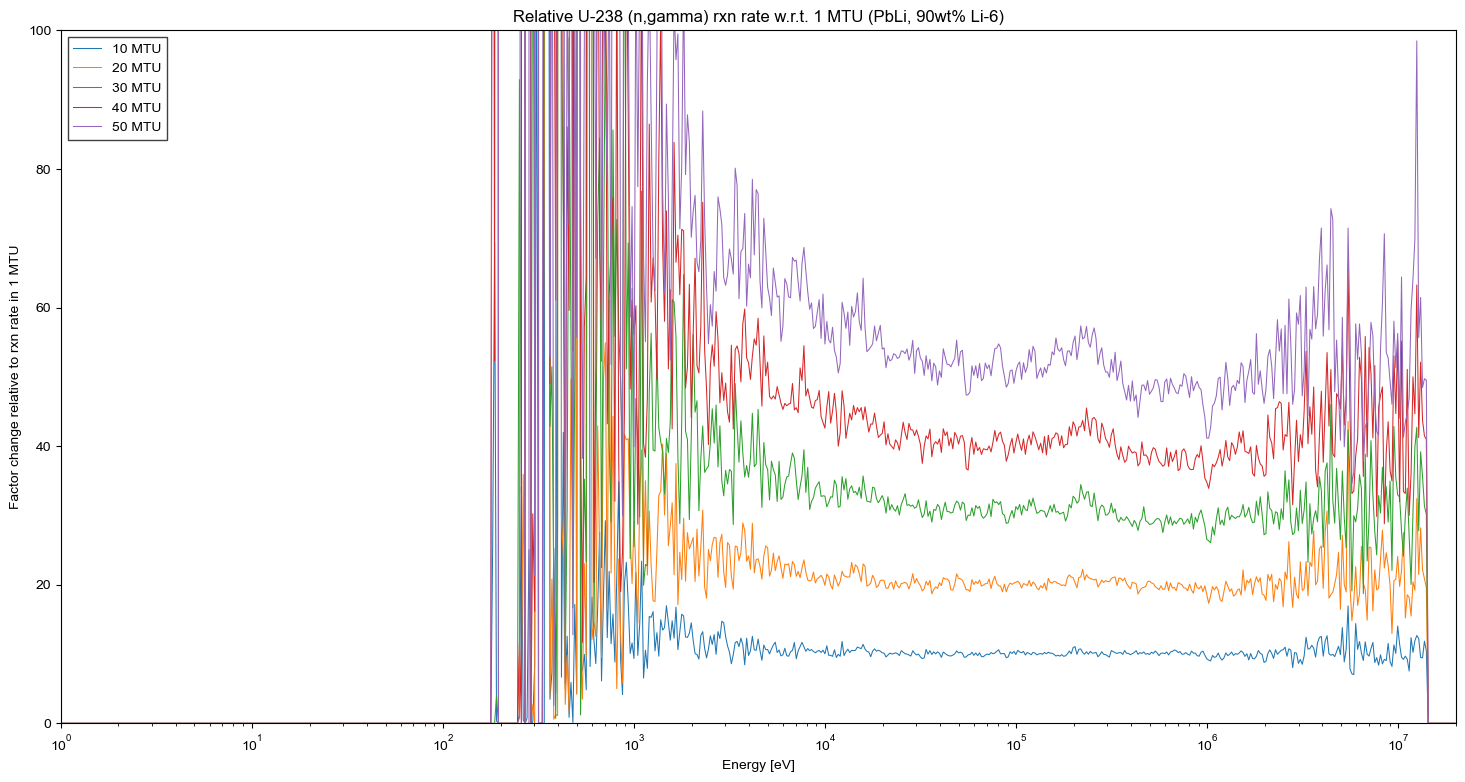 Relative U-238 (n,gamma) rxn rate w.r.t. 1 MTU (PbLi, 90wt% Li-6)
100
80
60
40
20
0
Factor change relative to rxn rate in 1 MTU
10 MTU
20 MTU
30 MTU
40 MTU
50 MTU
10⁰ 10¹ 10² 10³ 10⁴ 10⁵ 10⁶ 10⁷
Energy [eV]